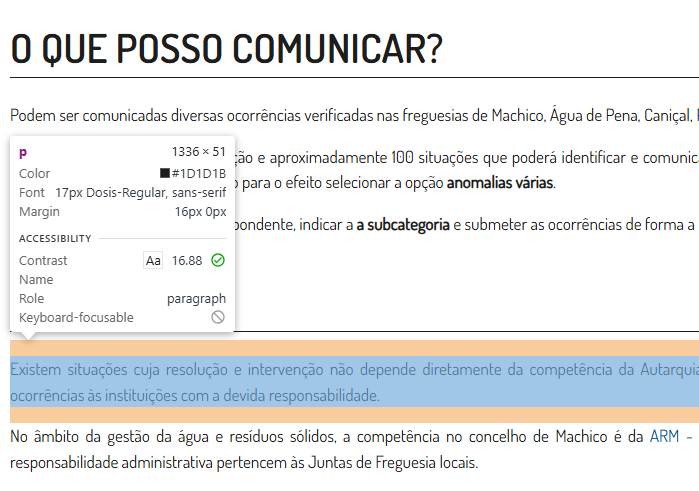 O QUE POSSO COMUNICAR?
Podem ser comunicadas diversas ocorrências verificadas nas freguesias de Machico, Água de Pena, Caniçal,
p 1336 × 51
Color #1D1D1B
Font 17px Dosis-Regular, sans-serif
Margin 16px 0px
ACCESSIBILITY
Contrast Aa 16.88
Name
Role paragraph
Keyboard-focusable
e aproximadamente 100 situações que poderá identificar e
para o efeito selecionar a opção anomalias várias.
indicar a a subcategoria e submeter as ocorrências de forma a
Existem situações cuja resolução e intervenção não depende diretamente da competência da
ocorrências às instituições com a devida responsabilidade.
No âmbito da gestão da água e resíduos sólidos, a competência no concelho de Machico é da ARM -
responsabilidade administrativa pertencem às Juntas de Freguesia locais.